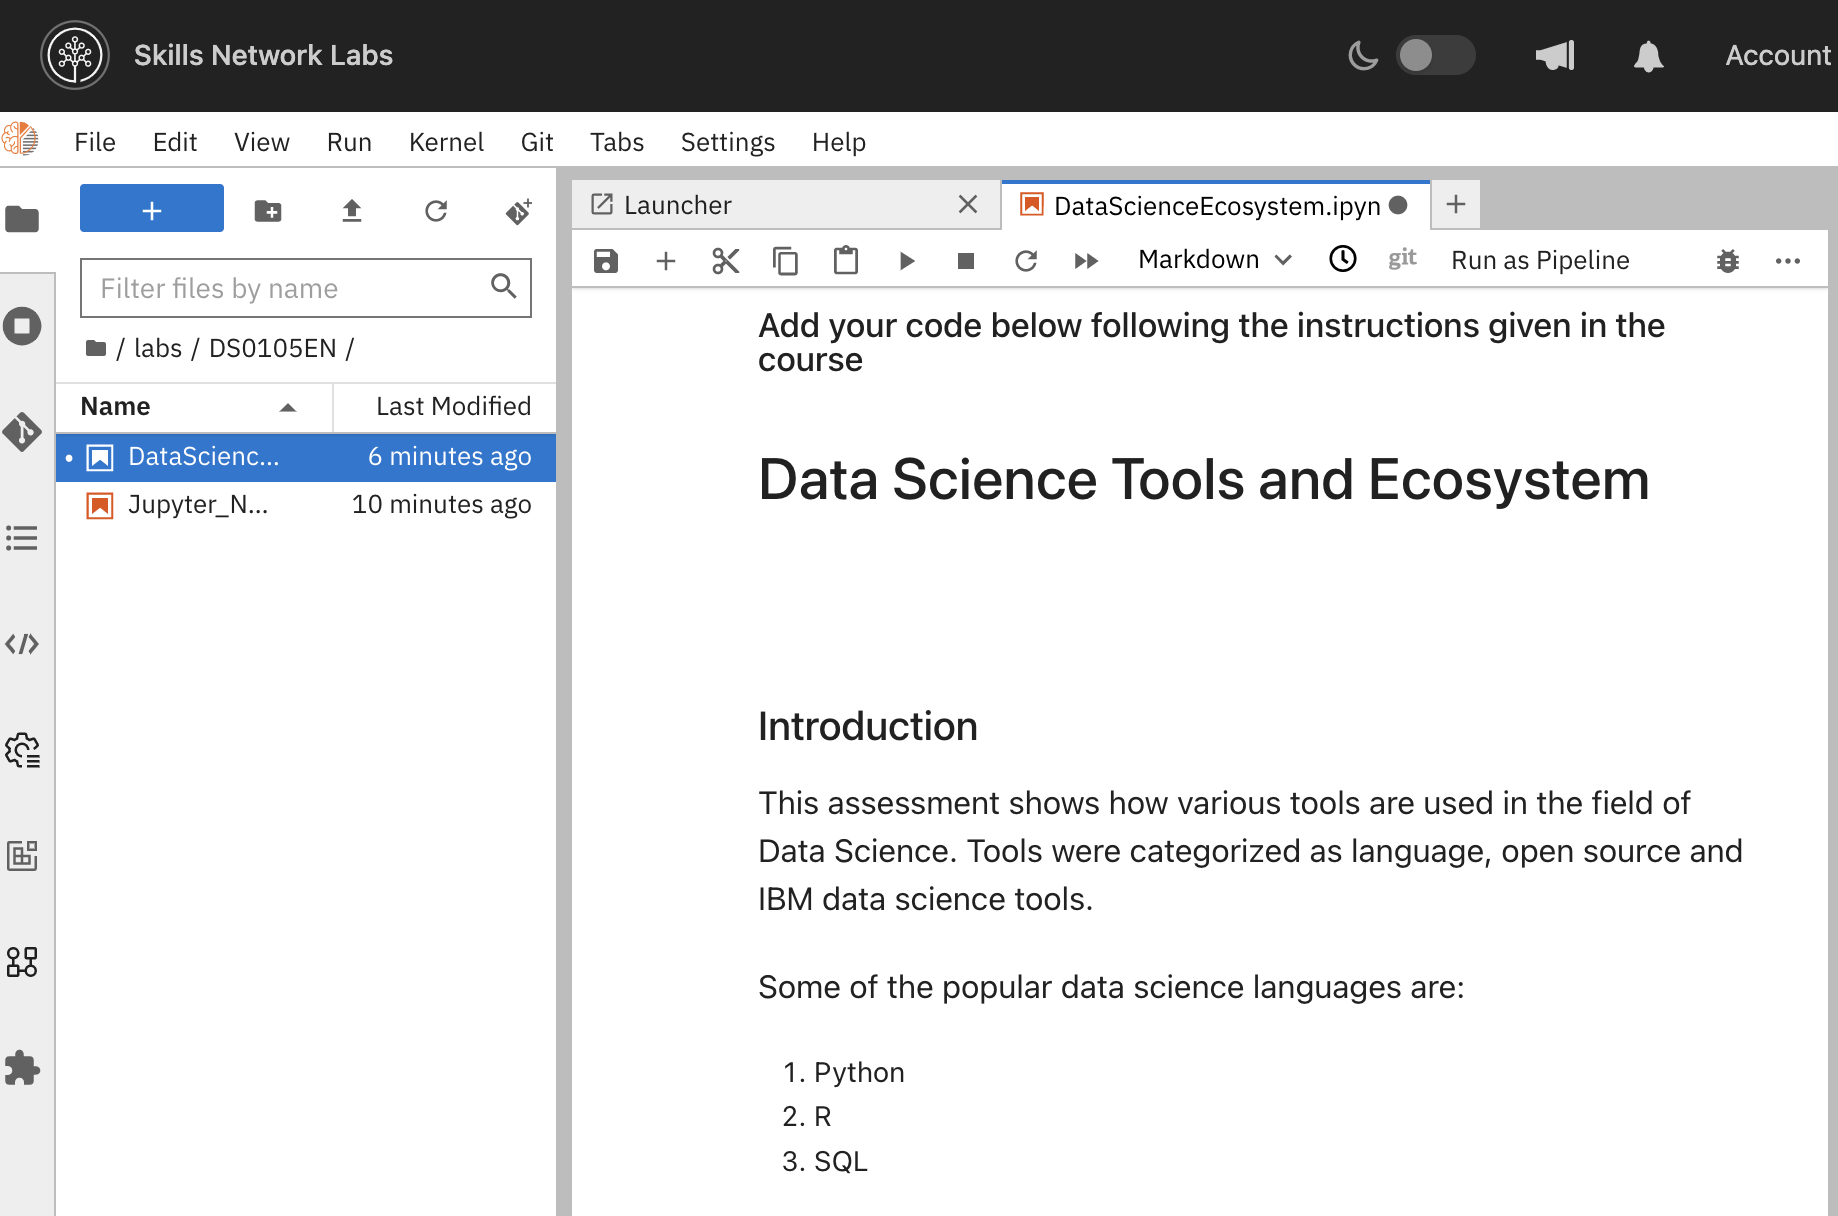 Skills Network Labs
Account
File Edit View Run Kernel Git Tabs Settings Help
+
Launcher
DataScienceEcosystem.ipyn
Markdown
git
Run as Pipeline
Filter files by name
/ labs / DS0105EN /
Name Last Modified
DataScienc... 6 minutes ago
Jupyter_N... 10 minutes ago
Add your code below following the instructions given in the
course
Data Science Tools and Ecosystem
Introduction
This assessment shows how various tools are used in the field of
Data Science. Tools were categorized as language, open source and
IBM data science tools.
Some of the popular data science languages are:
1. Python
2. R
3. SQL